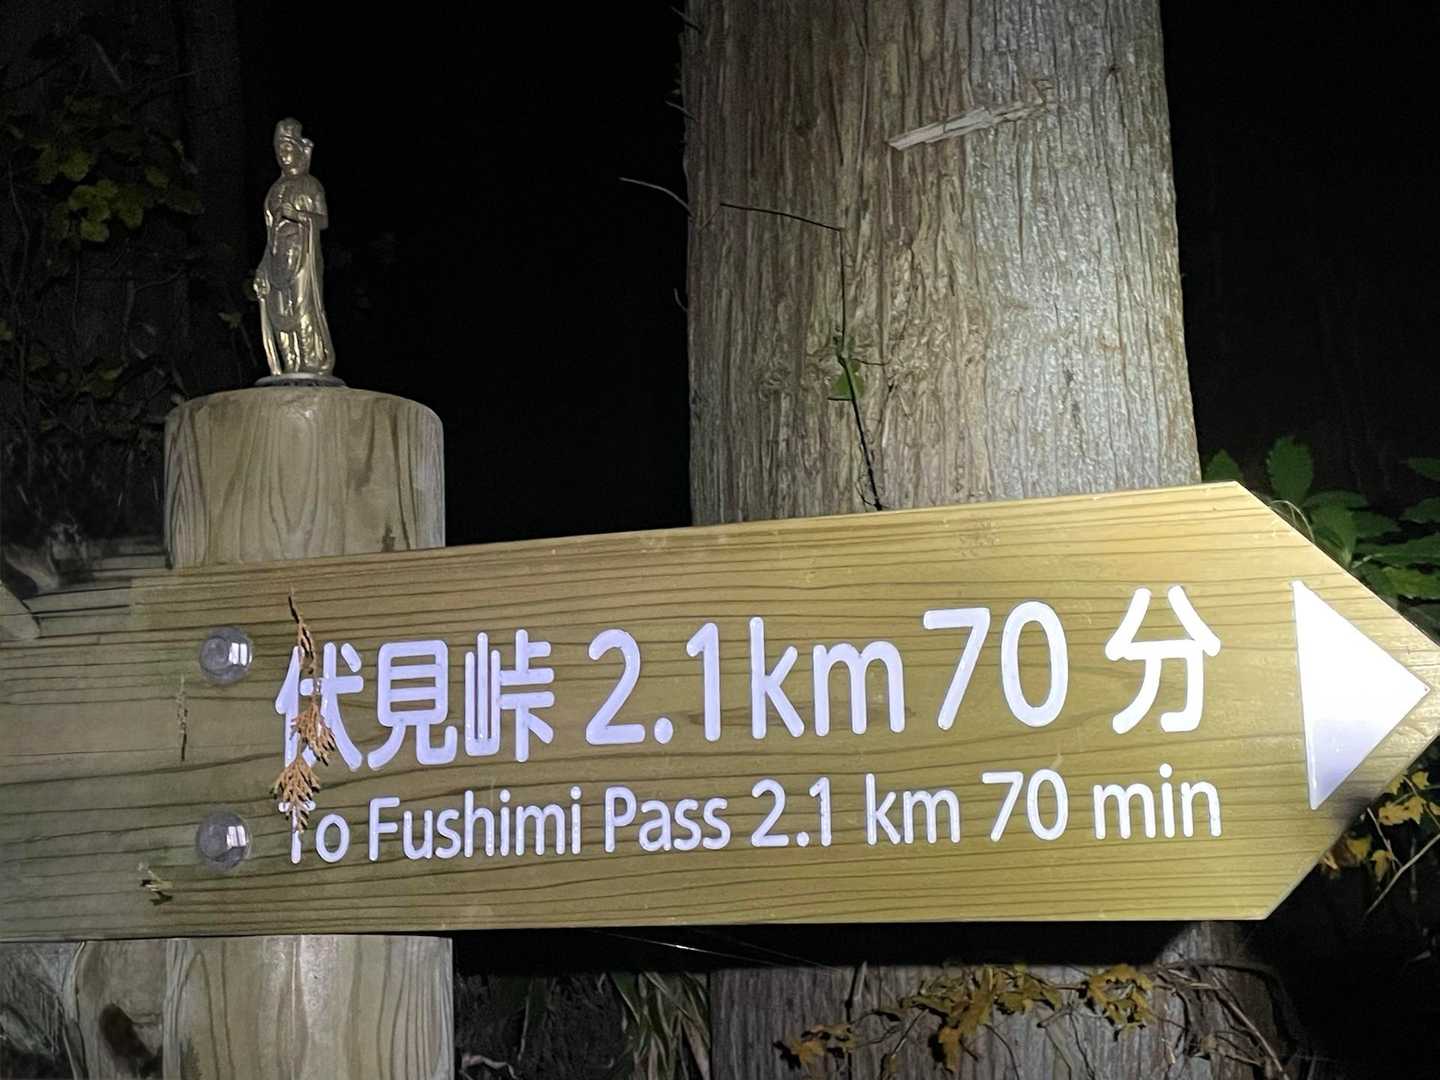 伏見峠 2.1km 70 分
To Fushimi Pass 2.1 km 70 min